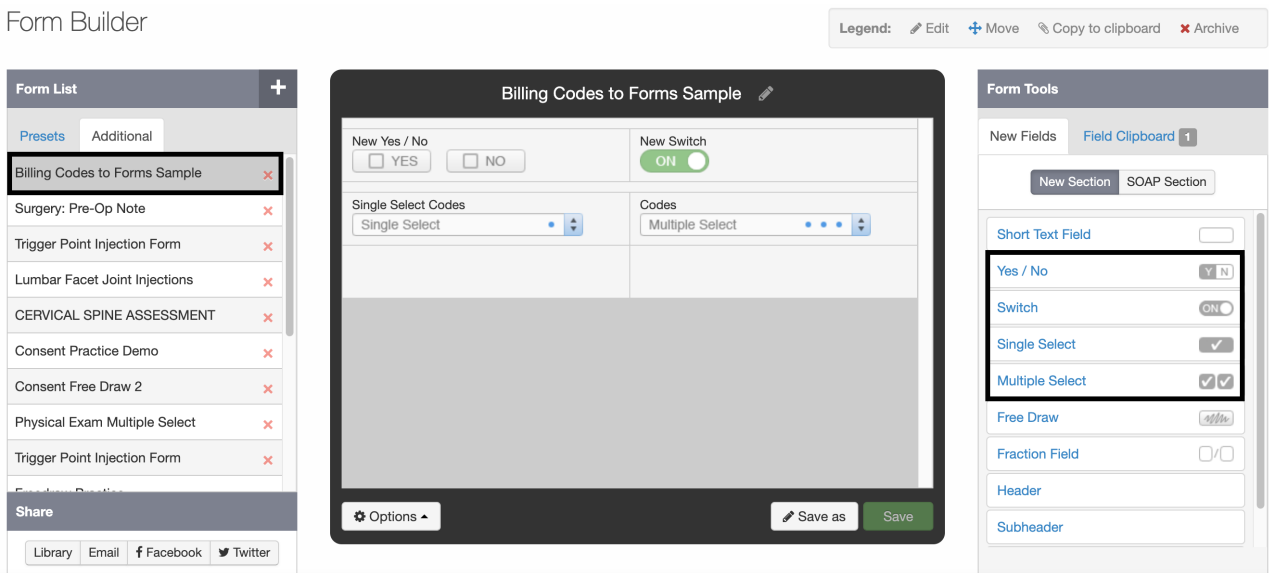 Form Builder
Legend: Edit Move Copy to clipboard Archive
Form List
Presets Additional
Billing Codes to Forms Sample
Surgery: Pre-Op Note
Trigger Point Injection Form
Lumbar Facet Joint Injections
CERVICAL SPINE ASSESSMENT
Consent Practice Demo
Consent Free Draw 2
Physical Exam Multiple Select
Trigger Point Injection Form
Share
Library Email Facebook Twitter
Billing Codes to Forms Sample
New Yes / No New Switch
YES NO ON
Single Select Codes Codes
Single Select Multiple Select
Options Save as Save
Form Tools
New Fields Field Clipboard 1
New Section SOAP Section
Short Text Field
Yes / No Y N
Switch ON
Single Select
Multiple Select
Free Draw
Fraction Field /
Header
Subheader